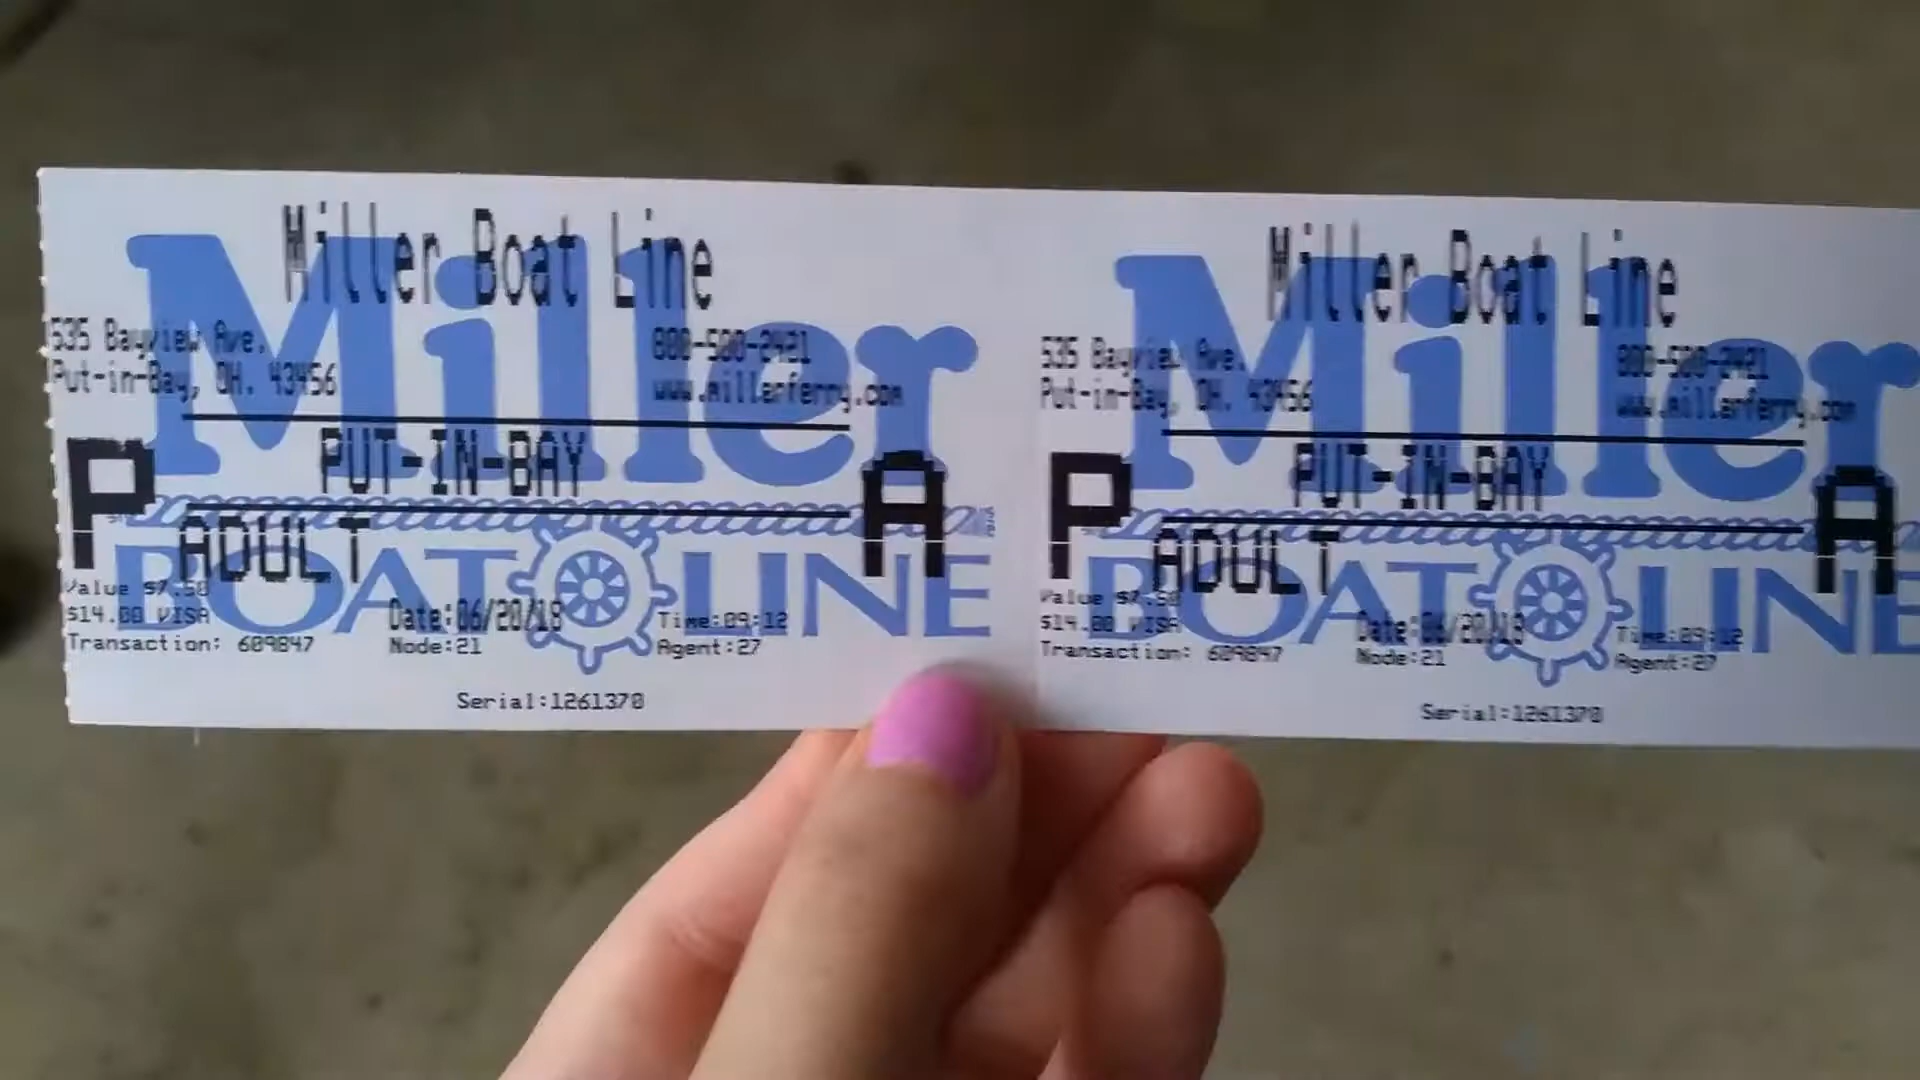 Miller Boat Line
Miller
535 Bayview Ave.
Put-in-Bay, OH. 43456
800-500-2421
www.millerferry.com
PUT-IN-BAY
P
A
ADULT
BOAT LINE
Value $7.50
$14.00 VISA
Date:06/20/18
Time:09:12
Transaction: 609847
Node:21
Agent:27
Serial:1261370
Miller Boat Line
Miller
535 Bayview Ave.
Put-in-Bay, OH. 43456
800-500-2421
www.millerferry.com
PUT-IN-BAY
P
A
ADULT
BOAT LINE
Value $7.50
$14.00 VISA
Date:06/20/18
Time:09:12
Transaction: 609847
Node:21
Agent:27
Serial:1261370